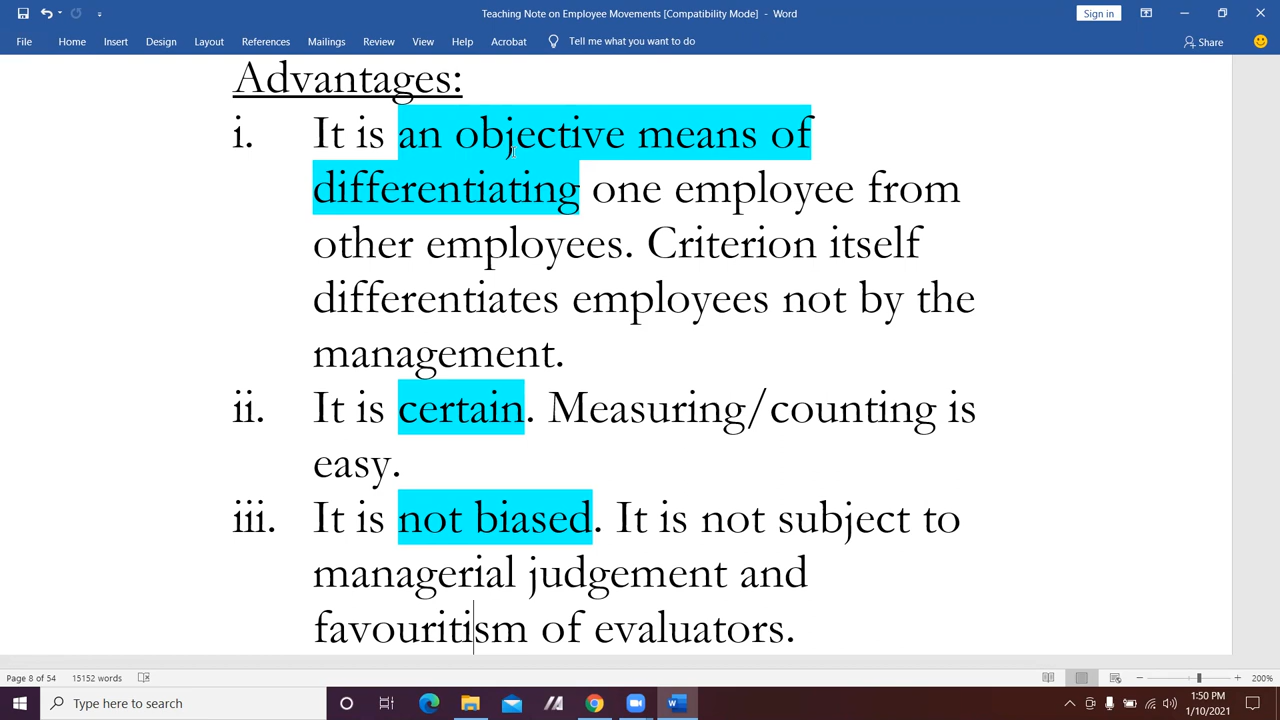 Teaching Note on Employee Movements [Compatibility Mode] - Word
Sign in
File Home Insert Design Layout References Mailings Review View Help Acrobat Tell me what you want to do Share
Advantages:
i. It is an objective means of
differentiating one employee from
other employees. Criterion itself
differentiates employees not by the
management.
ii. It is certain. Measuring/counting is
easy.
iii. It is not biased. It is not subject to
managerial judgement and
favouritism of evaluators.
Page 8 of 54 15152 words 200%
Type here to search
1:50 PM
1/10/2021